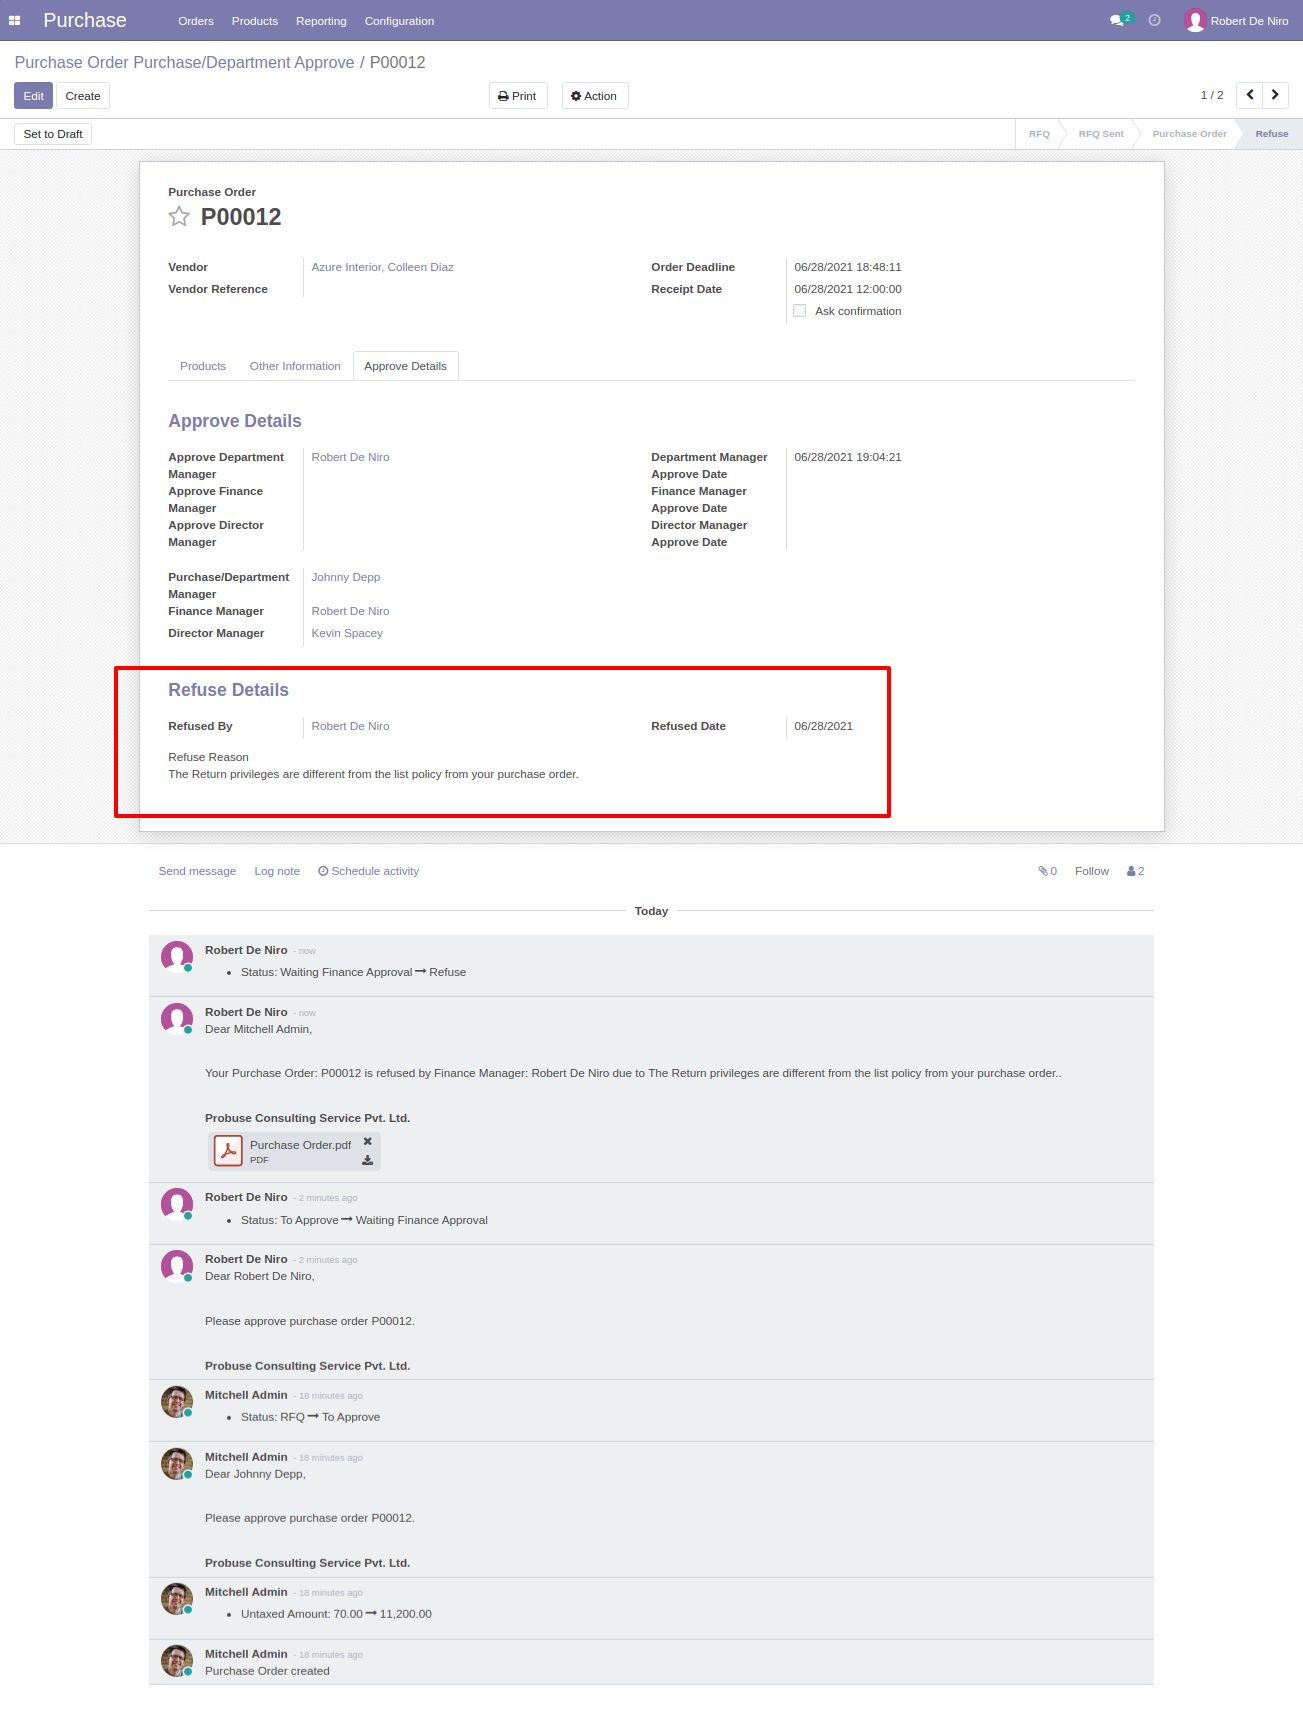 Purchase Orders Products Reporting Configuration 2 Robert De Niro
Purchase Order Purchase/Department Approve / P00012
Edit Create Print Action 1 / 2
Set to Draft RFQ RFQ Sent Purchase Order Refuse
Purchase Order
P00012
Vendor Azure Interior, Colleen Diaz Order Deadline 06/28/2021 18:48:11
Vendor Reference Receipt Date 06/28/2021 12:00:00
Ask confirmation
Products Other Information Approve Details
Approve Details
Approve Department Robert De Niro Department Manager 06/28/2021 19:04:21
Manager Approve Date
Approve Finance Finance Manager
Manager Approve Date
Approve Director Director Manager
Manager Approve Date
Purchase/Department Johnny Depp
Manager
Finance Manager Robert De Niro
Director Manager Kevin Spacey
Refuse Details
Refused By Robert De Niro Refused Date 06/28/2021
Refuse Reason
The Return privileges are different from the list policy from your purchase order.
Send message Log note Schedule activity 0 Follow 2
Today
Robert De Niro - now
• Status: Waiting Finance Approval → Refuse
Robert De Niro - now
Dear Mitchell Admin,
Your Purchase Order: P00012 is refused by Finance Manager: Robert De Niro due to The Return privileges are different from the list policy from your purchase order..
Probuse Consulting Service Pvt. Ltd.
Purchase Order.pdf
PDF
Robert De Niro - 2 minutes ago
• Status: To Approve → Waiting Finance Approval
Robert De Niro - 2 minutes ago
Dear Robert De Niro,
Please approve purchase order P00012.
Probuse Consulting Service Pvt. Ltd.
Mitchell Admin - 18 minutes ago
• Status: RFQ → To Approve
Mitchell Admin - 18 minutes ago
Dear Johnny Depp,
Please approve purchase order P00012.
Probuse Consulting Service Pvt. Ltd.
Mitchell Admin - 18 minutes ago
• Untaxed Amount: 70.00 → 11,200.00
Mitchell Admin - 18 minutes ago
Purchase Order created